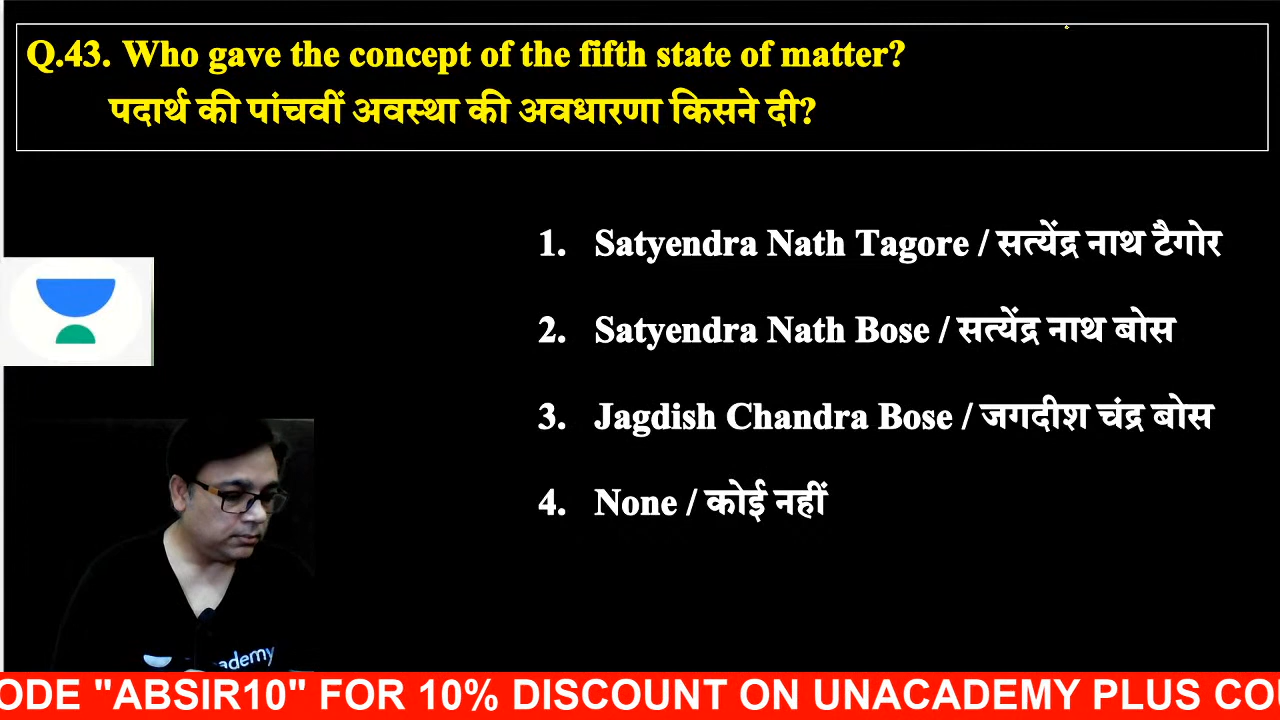 Q.43. Who gave the concept of the fifth state of matter?
पदार्थ की पांचवीं अवस्था की अवधारणा किसने दी?
1. Satyendra Nath Tagore / सत्येंद्र नाथ टैगोर
2. Satyendra Nath Bose / सत्येंद्र नाथ बोस
3. Jagdish Chandra Bose / जगदीश चंद्र बोस
4. None / कोई नहीं
ademy
ODE "ABSIR10" FOR 10% DISCOUNT ON UNACADEMY PLUS CO